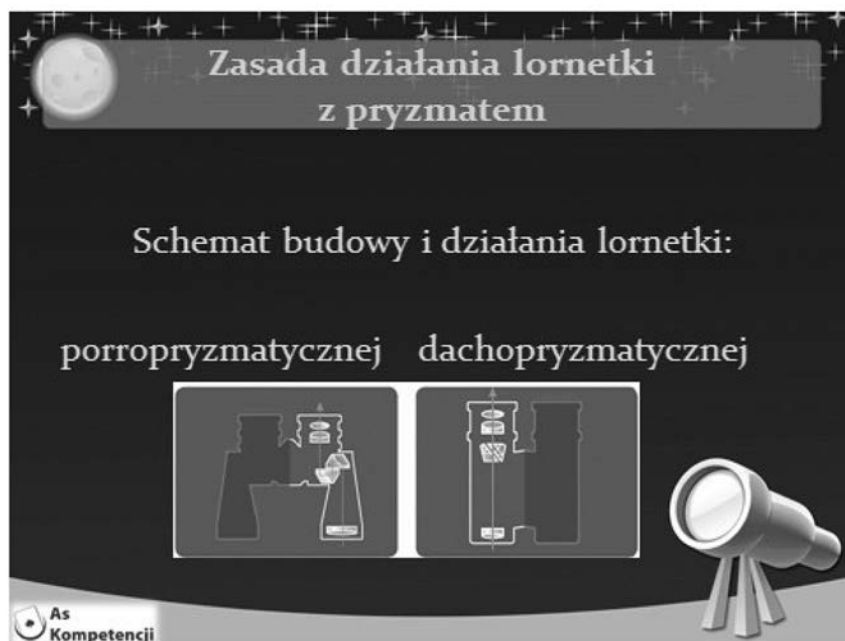 Zasada działania lornetki
z pryzmatem
Schemat budowy i działania lornetki:
porropryzmatycznej dachopryzmatycznej
As
Kompetencji